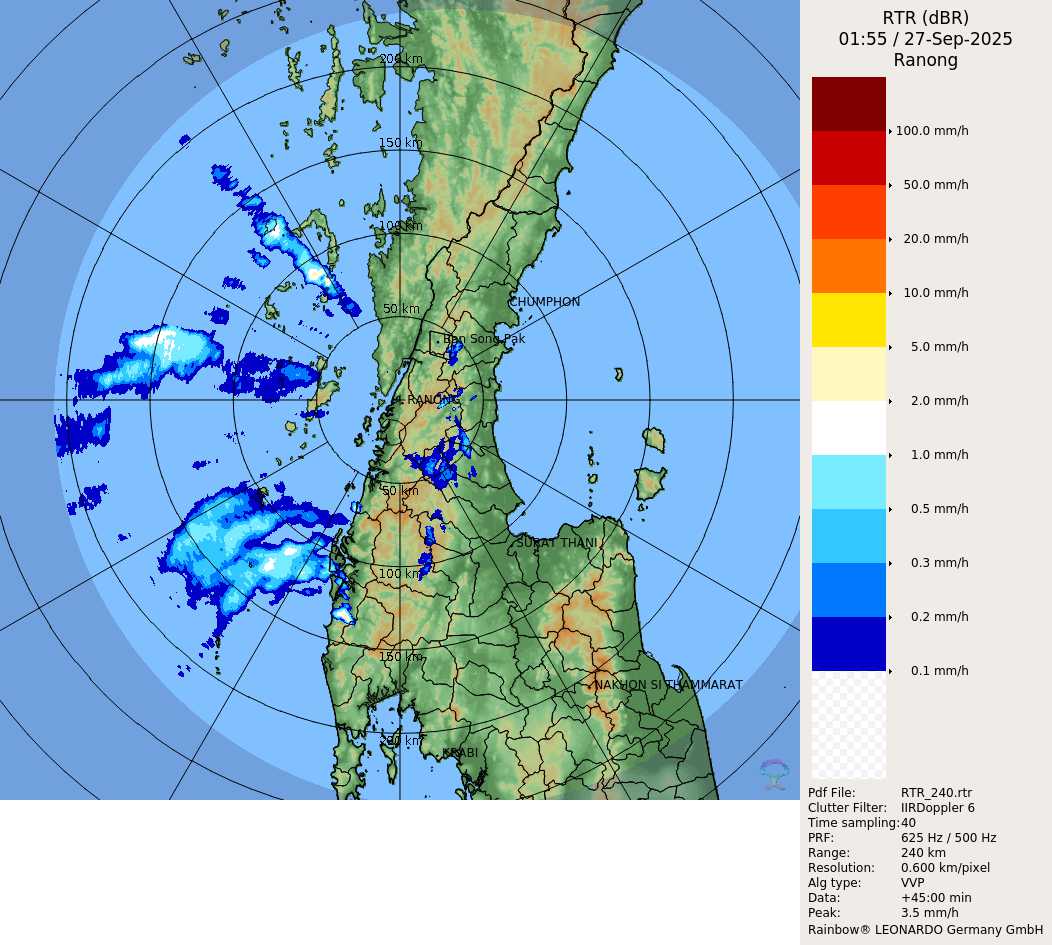 RTR (dBR)
01:55 / 27-Sep-2025
Ranong
200 km
150 km
100 km
50 km
CHUMPHON
Ban Song Pak
RANONG
50 km
SURAT THANI
100 km
150 km
NAKHON SI THAMMARAT
200 km
KRABI
100.0 mm/h
50.0 mm/h
20.0 mm/h
10.0 mm/h
5.0 mm/h
2.0 mm/h
1.0 mm/h
0.5 mm/h
0.3 mm/h
0.2 mm/h
0.1 mm/h
Pdf File: RTR_240.rtr
Clutter Filter: IIRDoppler 6
Time sampling: 40
PRF: 625 Hz / 500 Hz
Range: 240 km
Resolution: 0.600 km/pixel
Alg type: VVP
Data: +45:00 min
Peak: 3.5 mm/h
Rainbow® LEONARDO Germany GmbH